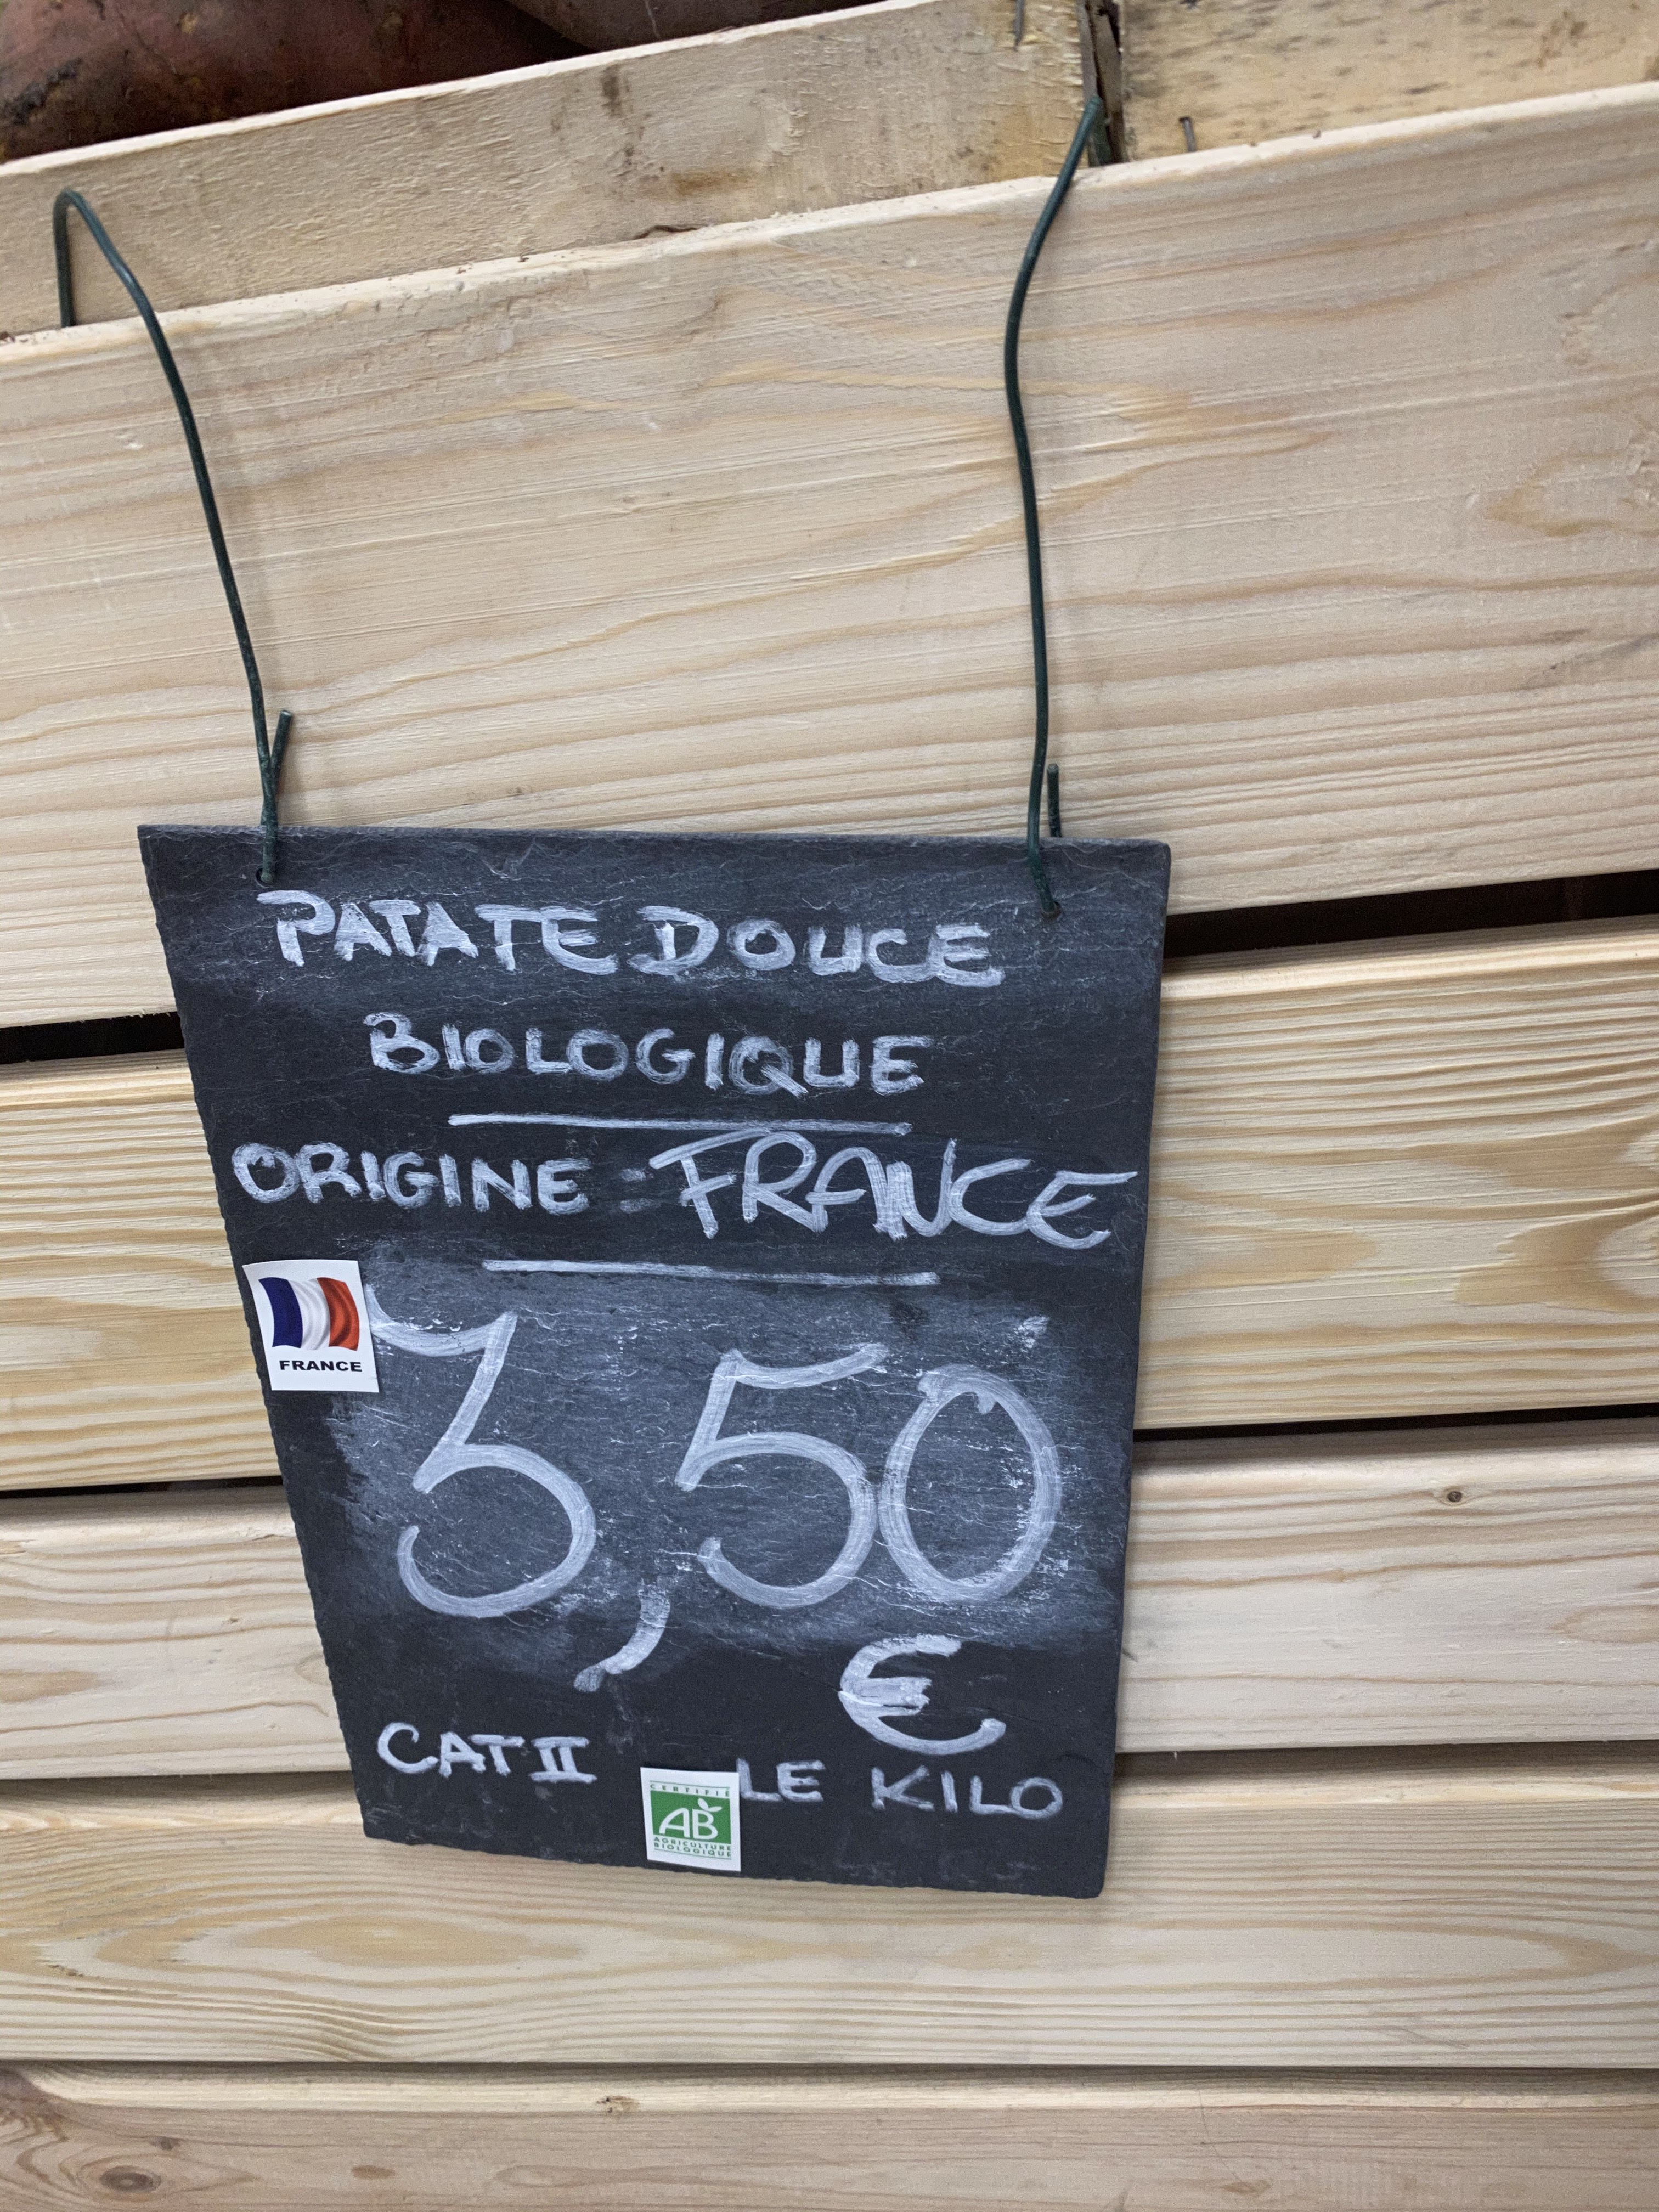 PATATE DOUCE
BIOLOGIQUE
ORIGINE : FRANCE
FRANCE
3,50
€
CAT II
LE KILO
CERTIFIÉ
AB
AGRICULTURE
BIOLOGIQUE